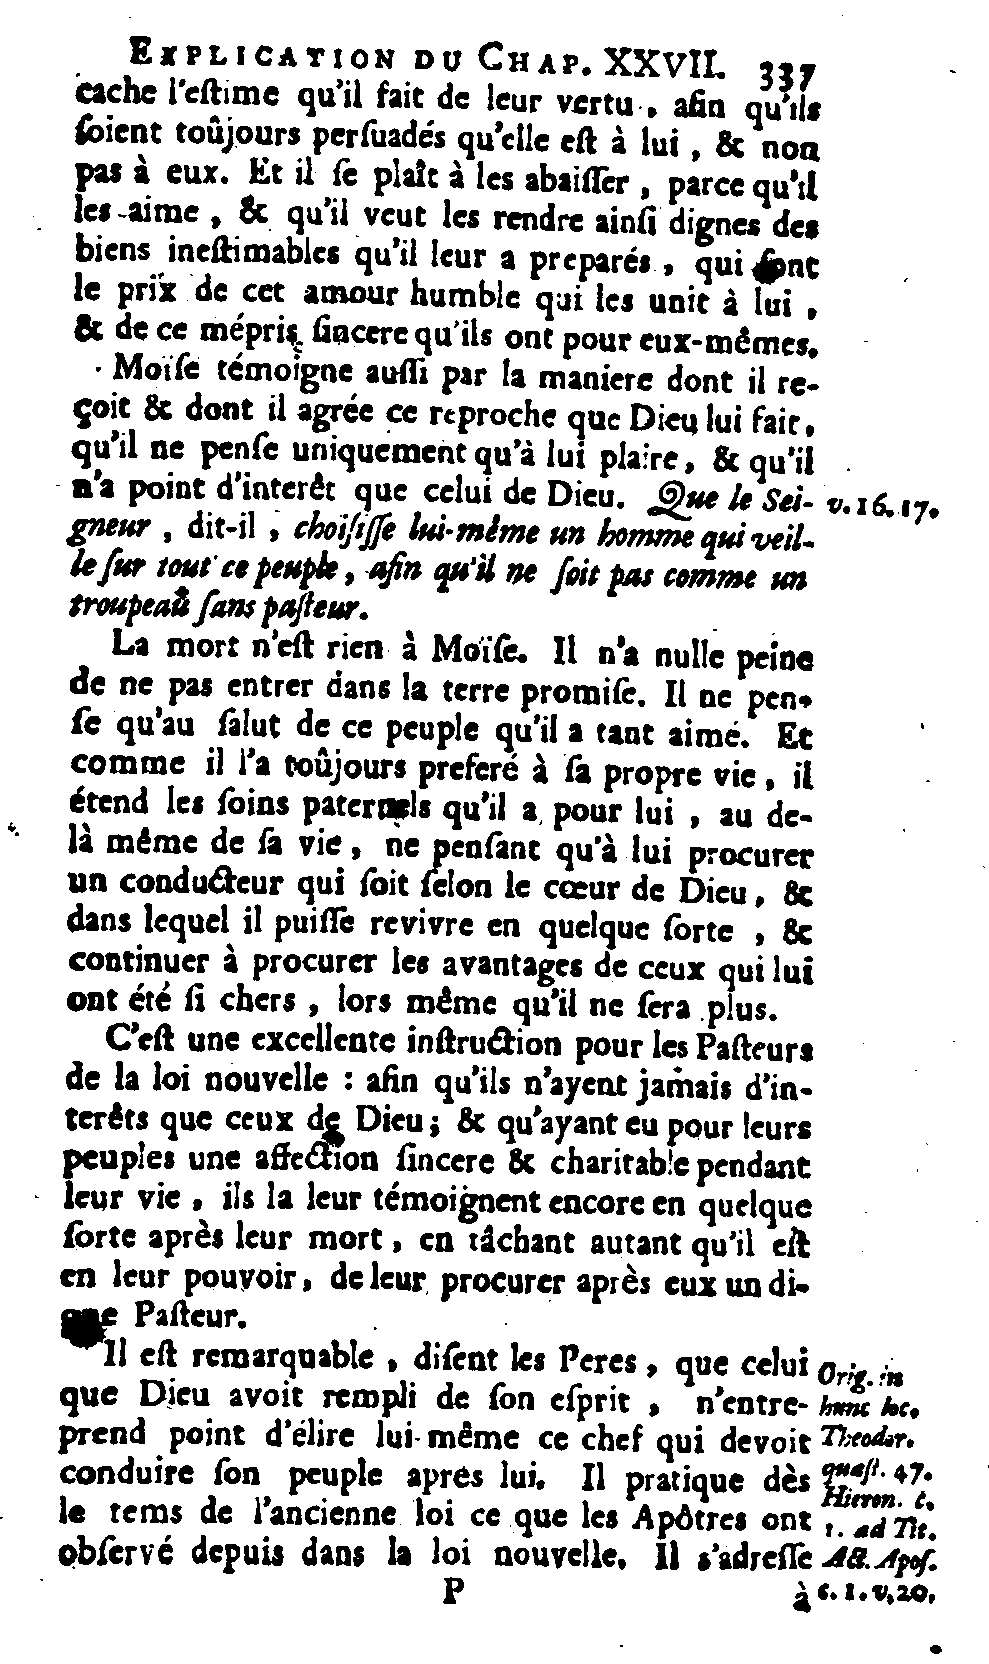 EXPLICATION DU CHAP. XXVII. 337
cache l'eſtime qu'il fait de leur vertu, afin qu'ils
ſoient toûjours perſuadés qu'elle eſt à lui, & non
pas à eux. Et il ſe plaît à les abaiſſer, parce qu'il
les aime, & qu'il veut les rendre ainſi dignes des
biens ineſtimables qu'il leur a preparés, qui ſont
le prix de cet amour humble qui les unit à lui,
& de ce mépris ſincere qu'ils ont pour eux-mêmes.
Moïſe témoigne auſſi par la maniere dont il re-
çoit & dont il agrée ce reproche que Dieu lui fait,
qu'il ne penſe uniquement qu'à lui plaire, & qu'il
n'a point d'interêt que celui de Dieu. Que le Sei- v. 16. 17.
gneur, dit-il, choiſiſſe lui-même un homme qui veil-
le ſur tout ce peuple, afin qu'il ne ſoit pas comme un
troupeau ſans paſteur.
La mort n'eſt rien à Moïſe. Il n'a nulle peine
de ne pas entrer dans la terre promiſe. Il ne pen-
ſe qu'au ſalut de ce peuple qu'il a tant aimé. Et
comme il l'a toûjours preferé à ſa propre vie, il
étend les ſoins paternels qu'il a pour lui, au de-
là même de ſa vie, ne penſant qu'à lui procurer
un conducteur qui ſoit ſelon le cœur de Dieu, &
dans lequel il puiſſe revivre en quelque ſorte, &
continuer à procurer les avantages de ceux qui lui
ont été ſi chers, lors même qu'il ne ſera plus.
C'eſt une excellente inſtruction pour les Paſteurs
de la loi nouvelle : afin qu'ils n'ayent jamais d'in-
terêts que ceux de Dieu; & qu'ayant eu pour leurs
peuples une affection ſincere & charitable pendant
leur vie, ils la leur témoignent encore en quelque
ſorte après leur mort, en tâchant autant qu'il eſt
en leur pouvoir, de leur procurer après eux un di-
gne Paſteur.
Il eſt remarquable, diſent les Peres, que celui Orig. in
que Dieu avoit rempli de ſon eſprit, n'entre- hunc loc.
prend point d'élire lui-même ce chef qui devoit Theodor.
conduire ſon peuple après lui. Il pratique dès quæſt. 47.
le tems de l'ancienne loi ce que les Apôtres ont Hieron. t.
obſervé depuis dans la loi nouvelle. Il s'adreſſe 1. ad Tit.
Act. Apoſ.
P à c. 1. v. 20.